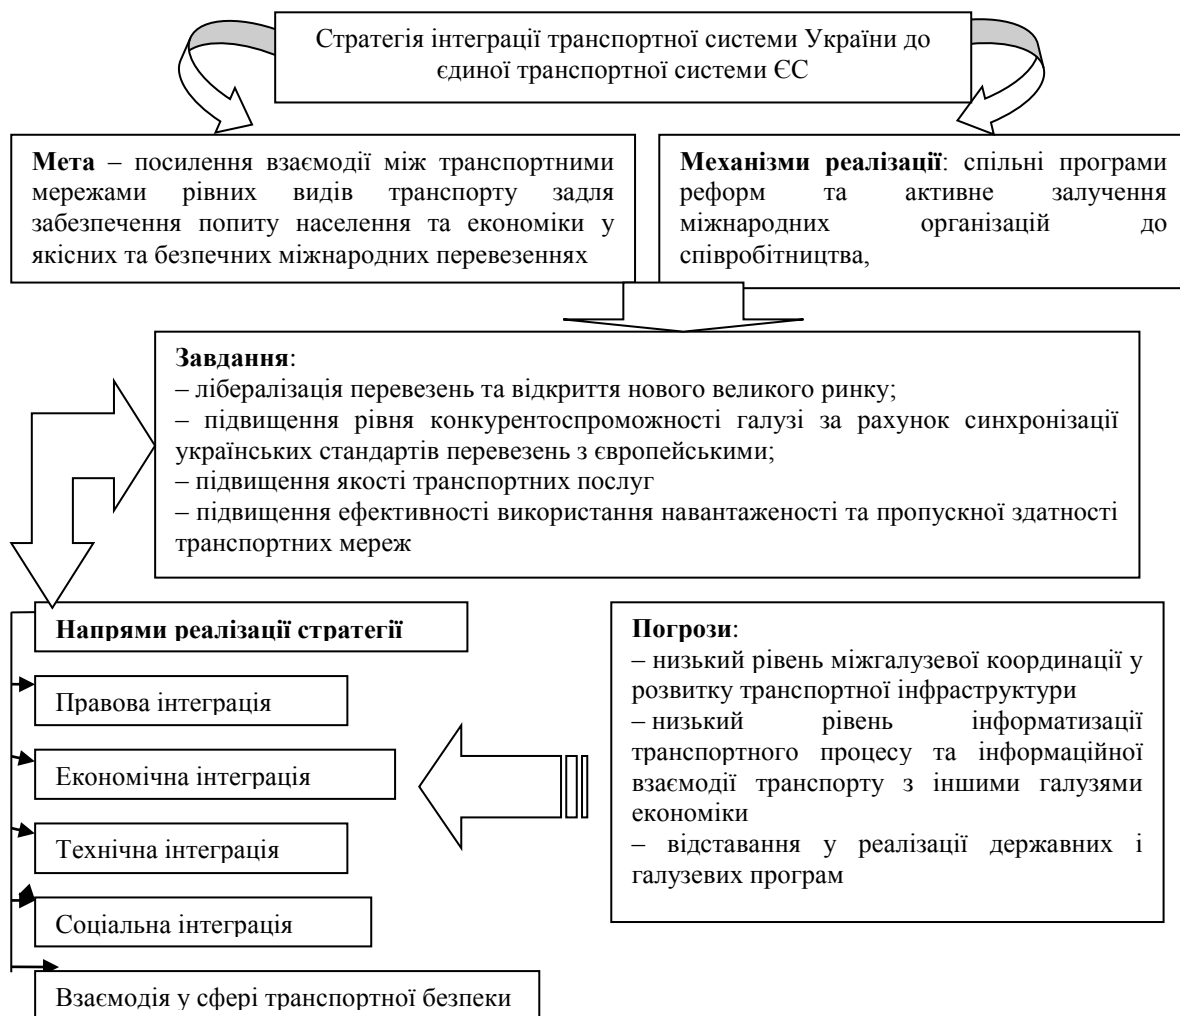 Стратегія інтеграції транспортної системи України до
єдиної транспортної системи ЄС
Мета – посилення взаємодії між транспортними
мережами рівних видів транспорту задля
забезпечення попиту населення та економіки у
якісних та безпечних міжнародних перевезеннях
Механізми реалізації: спільні програми
реформ та активне залучення
міжнародних організацій до
співробітництва,
Завдання:
– лібералізація перевезень та відкриття нового великого ринку;
– підвищення рівня конкурентоспроможності галузі за рахунок синхронізації
українських стандартів перевезень з європейськими;
– підвищення якості транспортних послуг
– підвищення ефективності використання навантаженості та пропускної здатності
транспортних мереж
Напрями реалізації стратегії
Правова інтеграція
Економічна інтеграція
Технічна інтеграція
Соціальна інтеграція
Взаємодія у сфері транспортної безпеки
Погрози:
– низький рівень міжгалузевої координації у
розвитку транспортної інфраструктури
– низький рівень інформатизації
транспортного процесу та інформаційної
взаємодії транспорту з іншими галузями
економіки
– відставання у реалізації державних і
галузевих програм